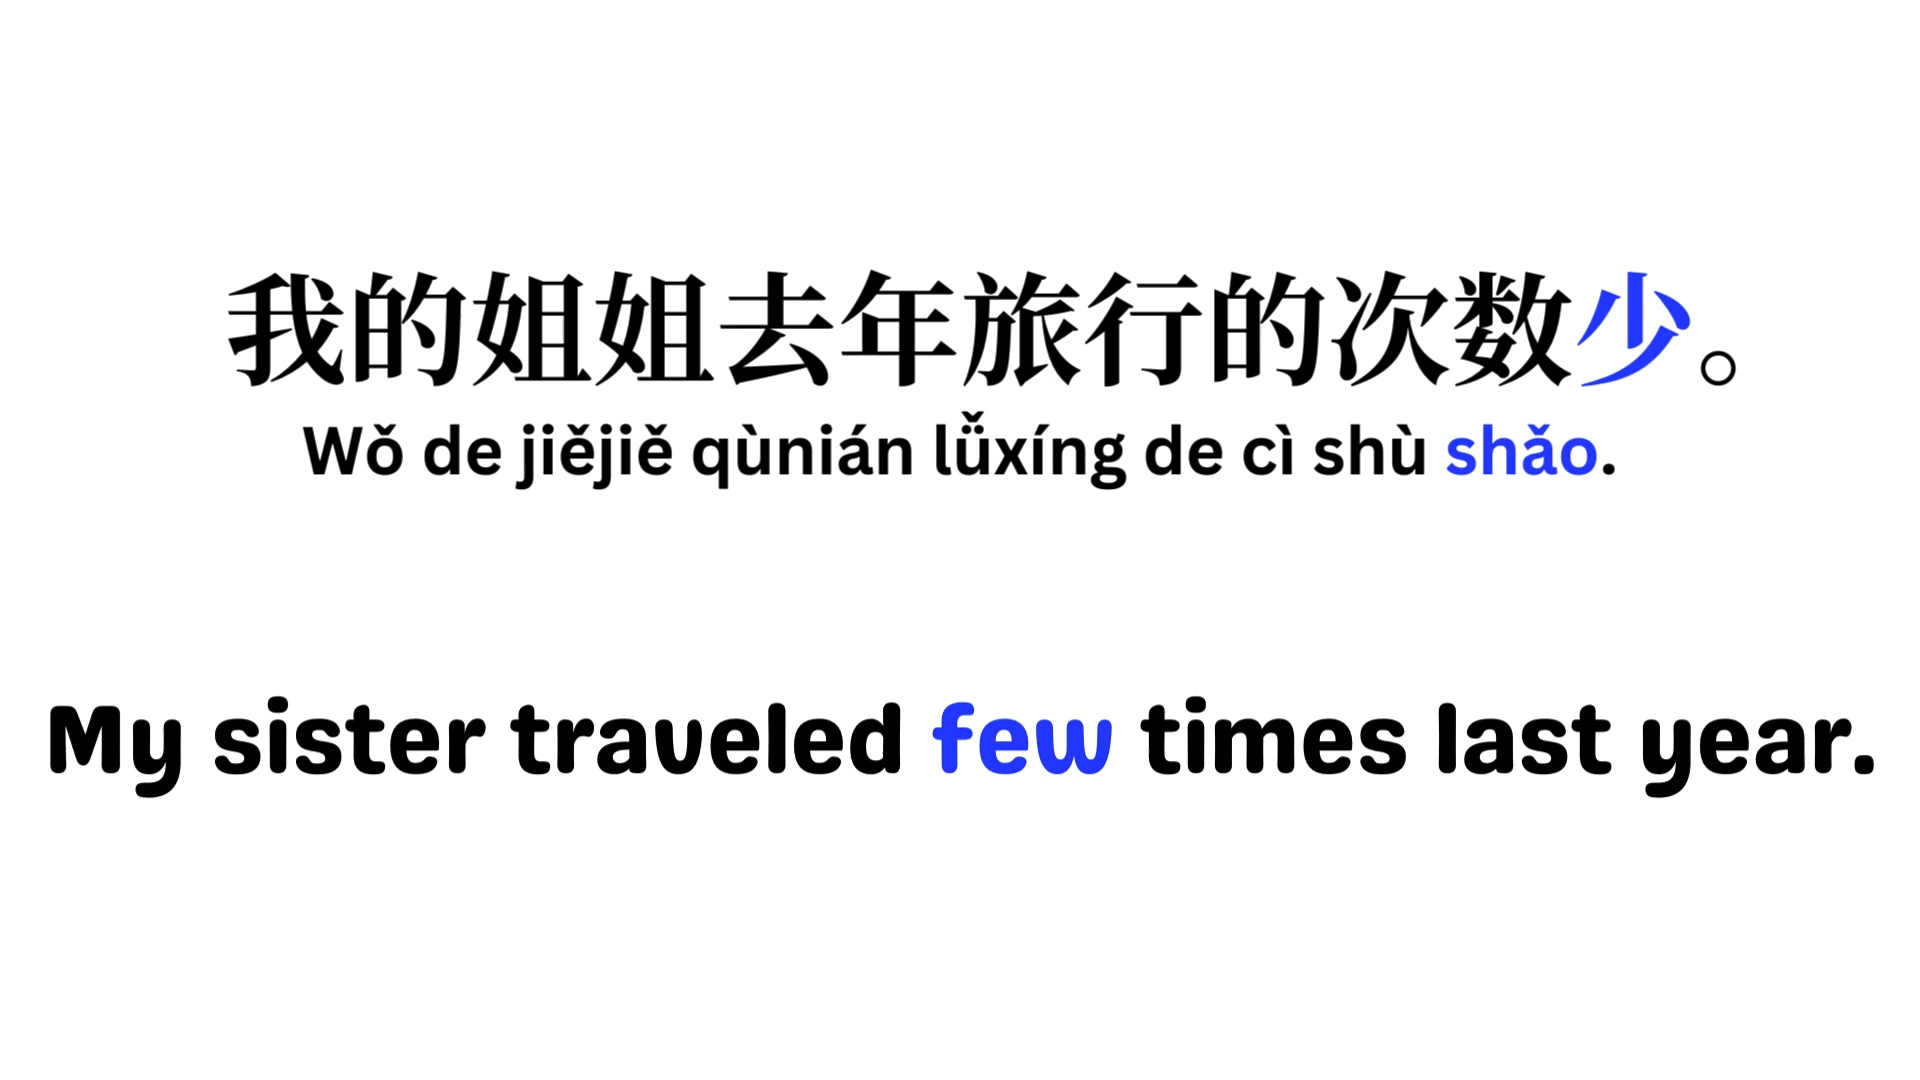 我的姐姐去年旅行的次数少。
Wǒ de jiějiě qùnián lǚxíng de cì shù shǎo.
My sister traveled few times last year.